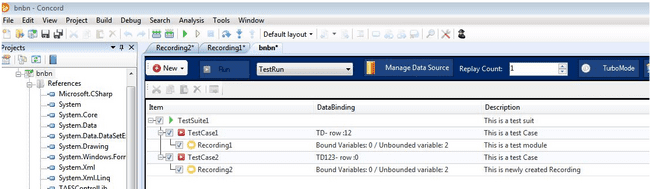 bnbn - Concord
File Edit View Project Build Debug Search Analysis Tools Window
Default layout
Projects
Recording2* Recording1* bnbn*
bnbn
References
Microsoft.CSharp
System
System.Core
System.Data
System.Data.DataSetE
System.Drawing
System.Windows.Form
System.Xml
System.Xml.Linq
TAFSControlLib
New Run TestRun Manage Data Source Replay Count: 1 TurboMode
Item DataBinding Description
TestSuite1 This is a test suit
TestCase1 TD- row :12 This is a test Case
Recording1 Bound Variables: 0 / Unbounded variable: 2 This is a test module
TestCase2 TD123- row :0 This is a test Case
Recording2 Bound Variables: 0 / Unbounded variable: 2 This is newly created Recording